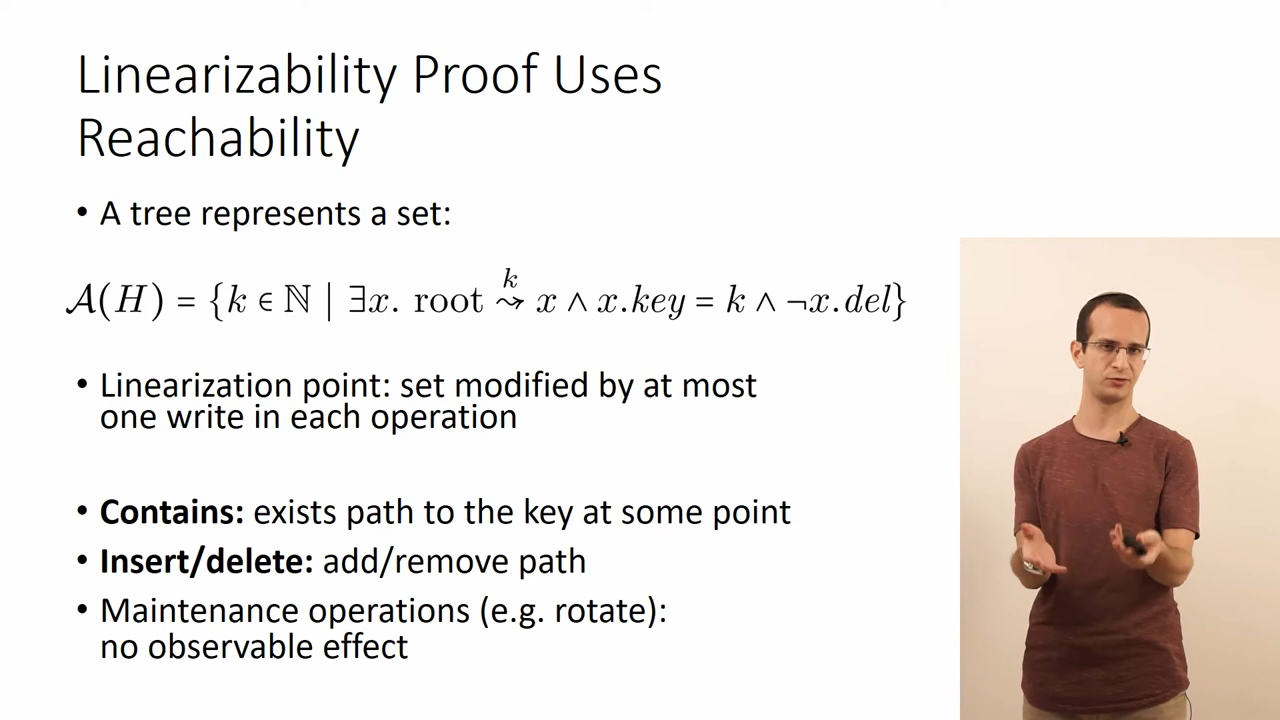 Linearizability Proof Uses
Reachability
• A tree represents a set:
𝒜(H) = {k ∈ ℕ | ∃x. root ⇝ᵏ x ∧ x.key = k ∧ ¬x.del}
• Linearization point: set modified by at most
one write in each operation
• Contains: exists path to the key at some point
• Insert/delete: add/remove path
• Maintenance operations (e.g. rotate):
no observable effect